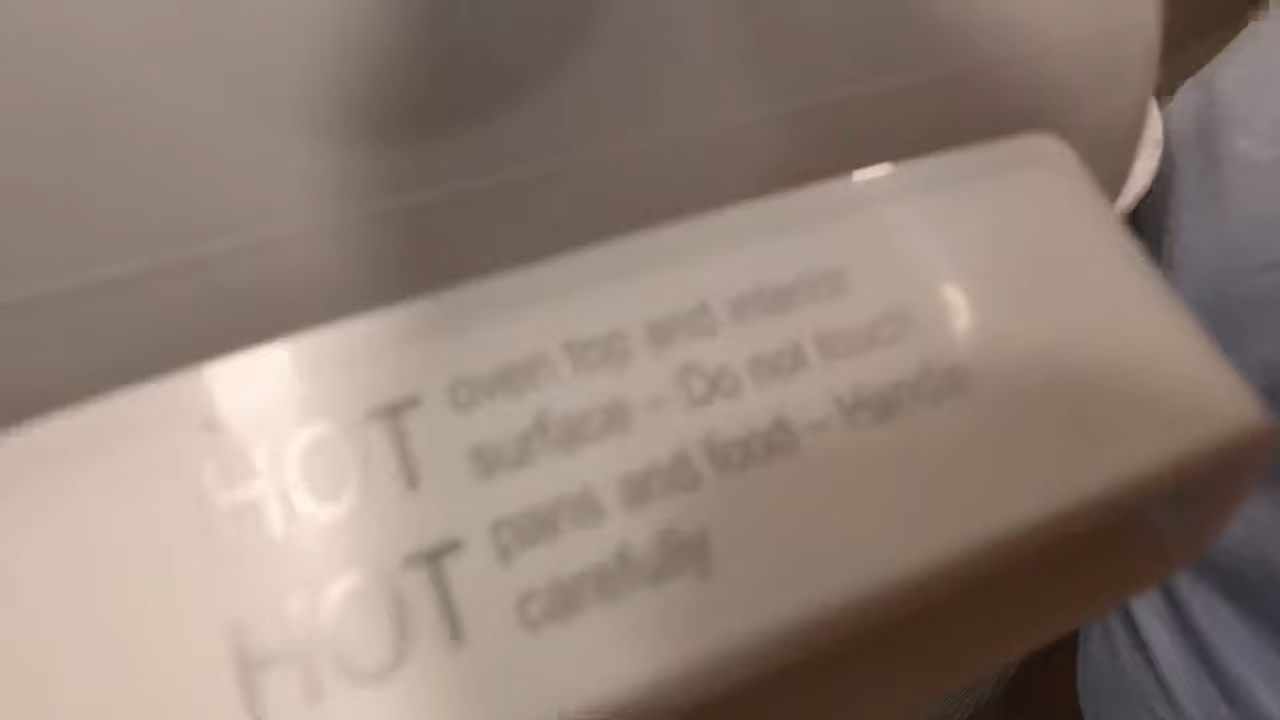 HOT oven top and interior
surface - Do not touch
HOT pans and food - Handle
carefully